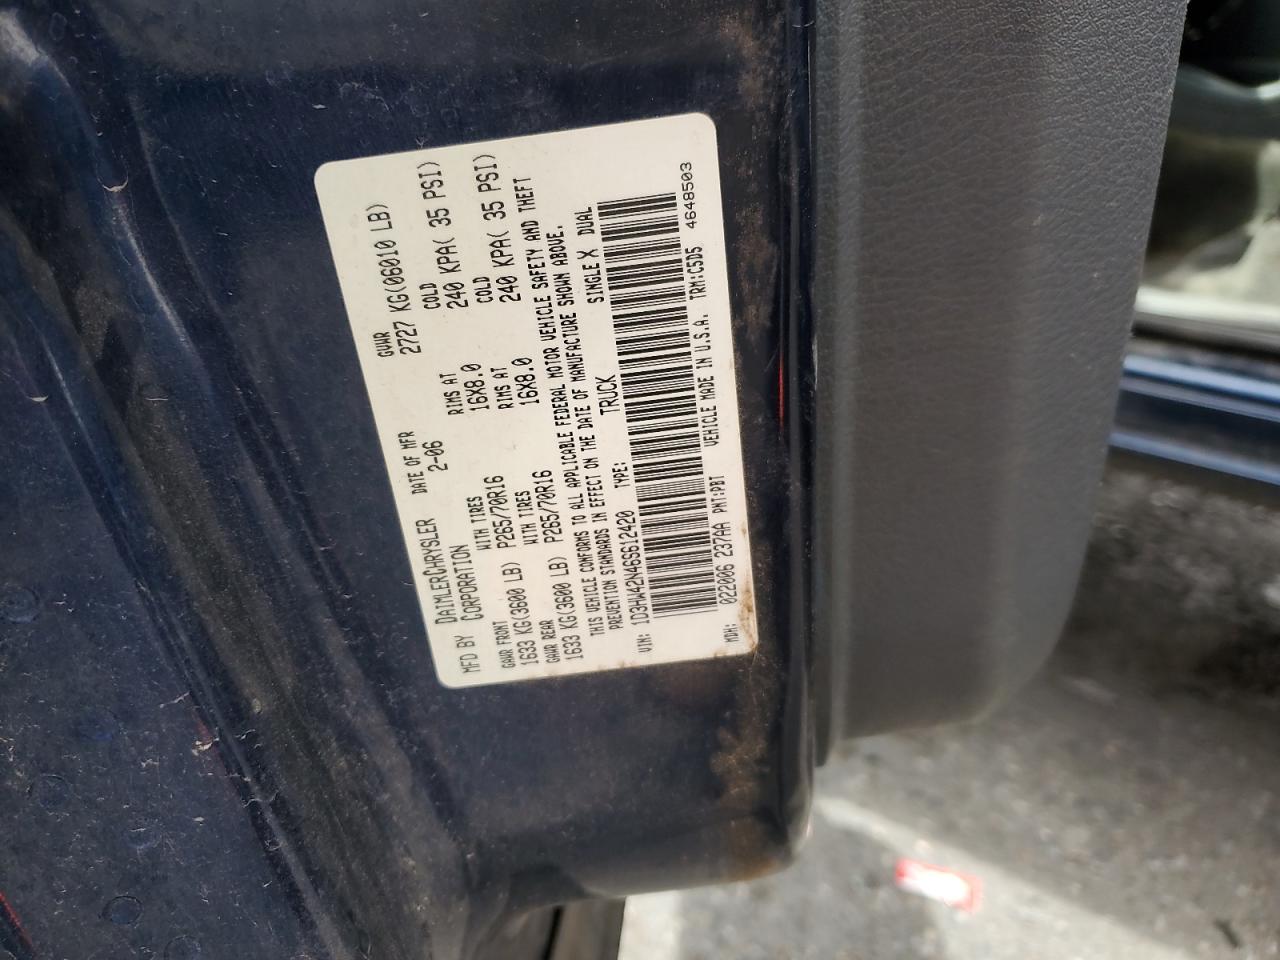 MFD BY DAIMLERCHRYSLER CORPORATION DATE OF MFR 2-06 GVWR 2727 KG(06010 LB)
GAWR FRONT WITH TIRES RIMS AT COLD
1633 KG(3600 LB) P265/70R16 16X8.0 240 KPA( 35 PSI)
GAWR REAR WITH TIRES RIMS AT COLD
1633 KG(3600 LB) P265/70R16 16X8.0 240 KPA( 35 PSI)
THIS VEHICLE CONFORMS TO ALL APPLICABLE FEDERAL MOTOR VEHICLE SAFETY AND THEFT
PREVENTION STANDARDS IN EFFECT ON THE DATE OF MANUFACTURE SHOWN ABOVE.
VIN: 1D3HW42N46S612420 TYPE: TRUCK SINGLE X DUAL
MDH: 022006 237AA PNT:PBT VEHICLE MADE IN U.S.A. TRM:C5D5 4648503